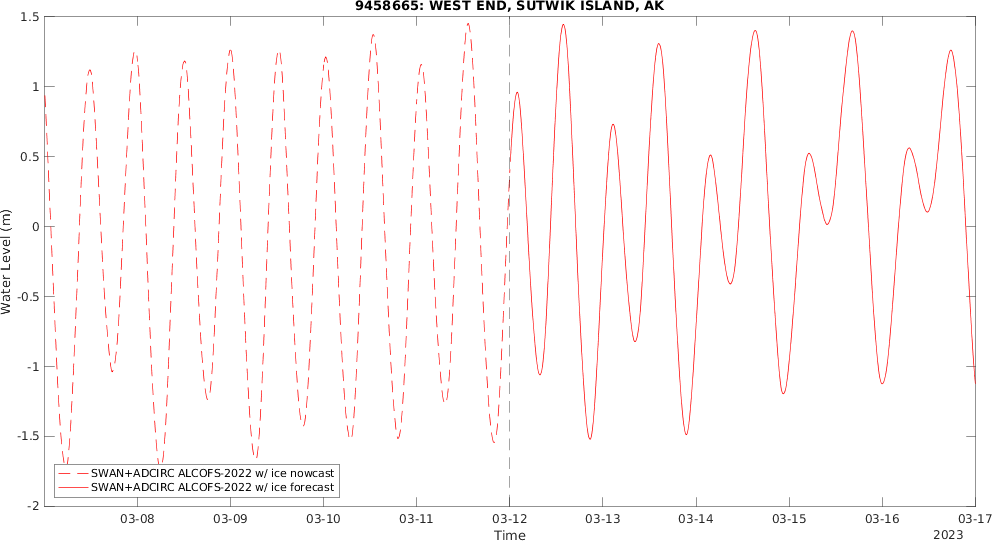 9458665: WEST END, SUTWIK ISLAND, AK
1.5
1
0.5
0
-0.5
-1
-1.5
-2
Water Level (m)
SWAN+ADCIRC ALCOFS-2022 w/ ice nowcast
SWAN+ADCIRC ALCOFS-2022 w/ ice forecast
03-08 03-09 03-10 03-11 03-12 03-13 03-14 03-15 03-16 03-17
Time
2023